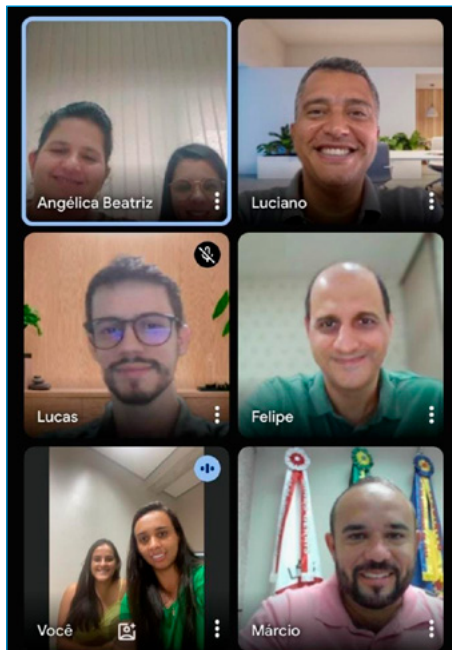 Angélica Beatriz
Luciano
Lucas
Felipe
Você
Márcio